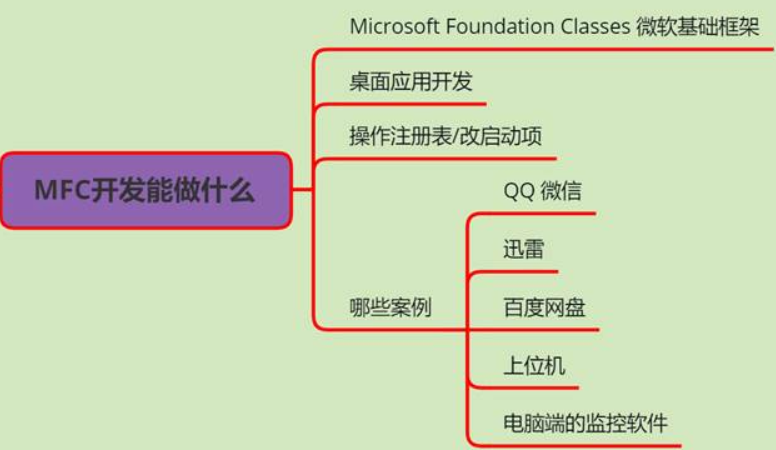 Microsoft Foundation Classes 微软基础框架
桌面应用开发
操作注册表/改启动项
MFC开发能做什么
QQ 微信
迅雷
哪些案例
百度网盘
上位机
电脑端的监控软件